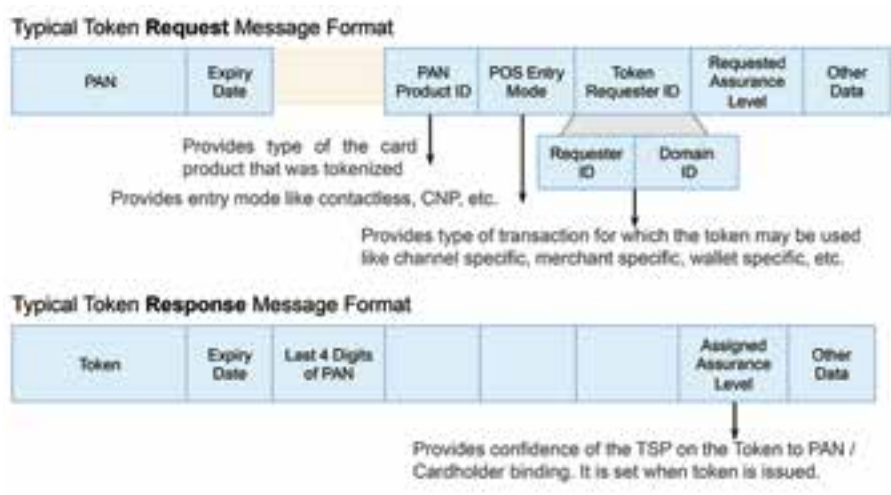 Typical Token Request Message Format
PAN
Expiry
Date
PAN
Product ID
POS Entry
Mode
Token
Requester ID
Requested
Assurance
Level
Other
Data
Provides type of the card
product that was tokenized
Requester
ID
Domain
ID
Provides entry mode like contactless, CNP, etc.
Provides type of transaction for which the token may be used
like channel specific, merchant specific, wallet specific, etc.
Typical Token Response Message Format
Token
Expiry
Date
Last 4 Digits
of PAN
Assigned
Assurance
Level
Other
Data
Provides confidence of the TSP on the Token to PAN /
Cardholder binding. It is set when token is issued.